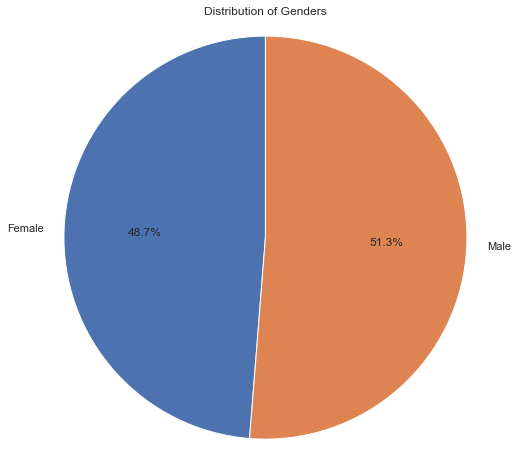 Distribution of Genders
Female
48.7%
51.3%
Male